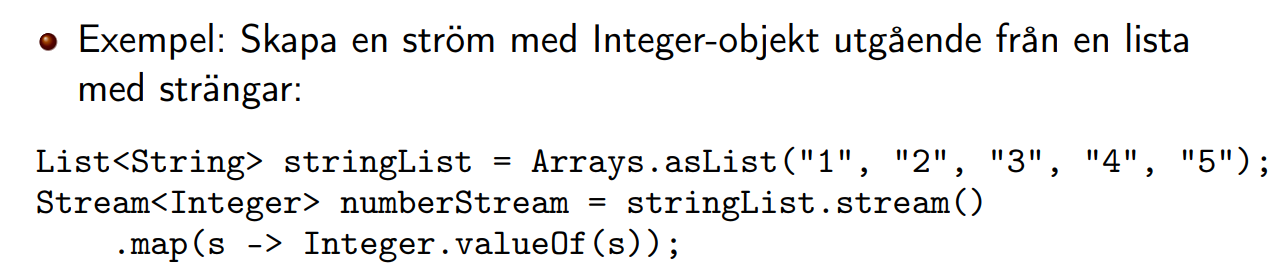 Exempel: Skapa en ström med Integer-objekt utgående från en lista
med strängar:
List<String> stringList = Arrays.asList("1", "2", "3", "4", "5");
Stream<Integer> numberStream = stringList.stream()
    .map(s -> Integer.valueOf(s));